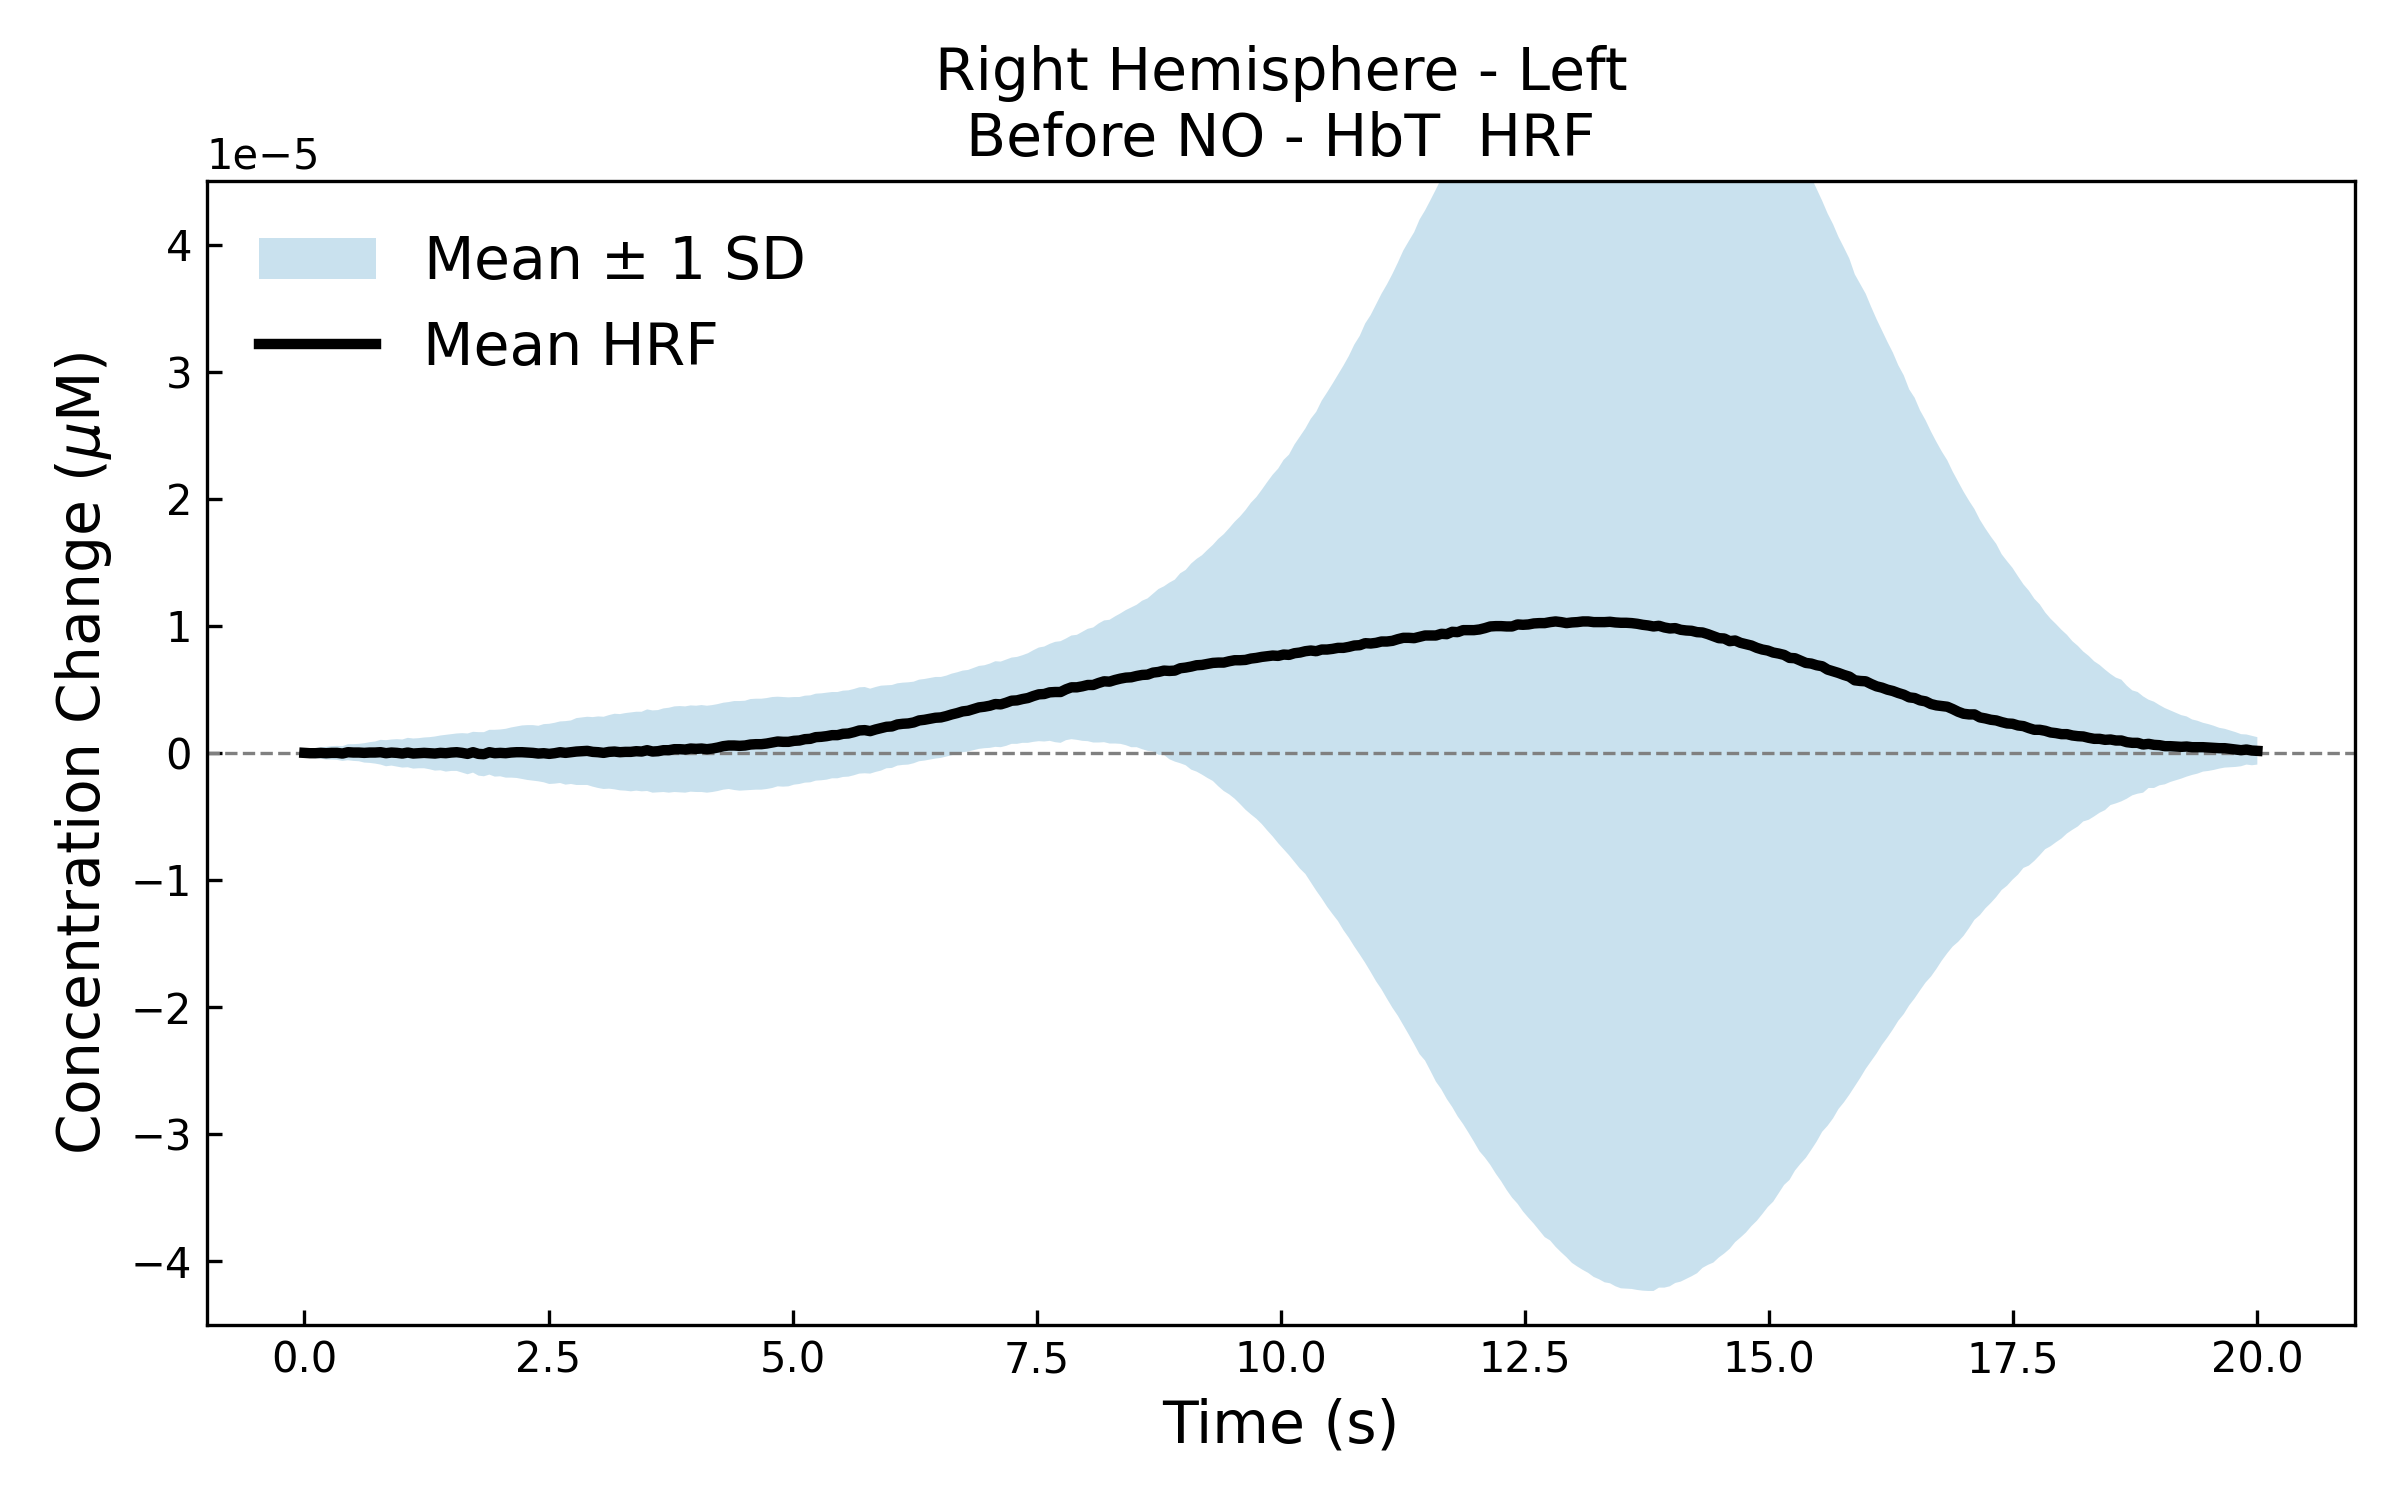 Right Hemisphere - Left
Before NO - HbT  HRF
1e−5
Mean ± 1 SD
Mean HRF
Concentration Change (μM)
4
3
2
1
0
−1
−2
−3
−4
0.0 2.5 5.0 7.5 10.0 12.5 15.0 17.5 20.0
Time (s)